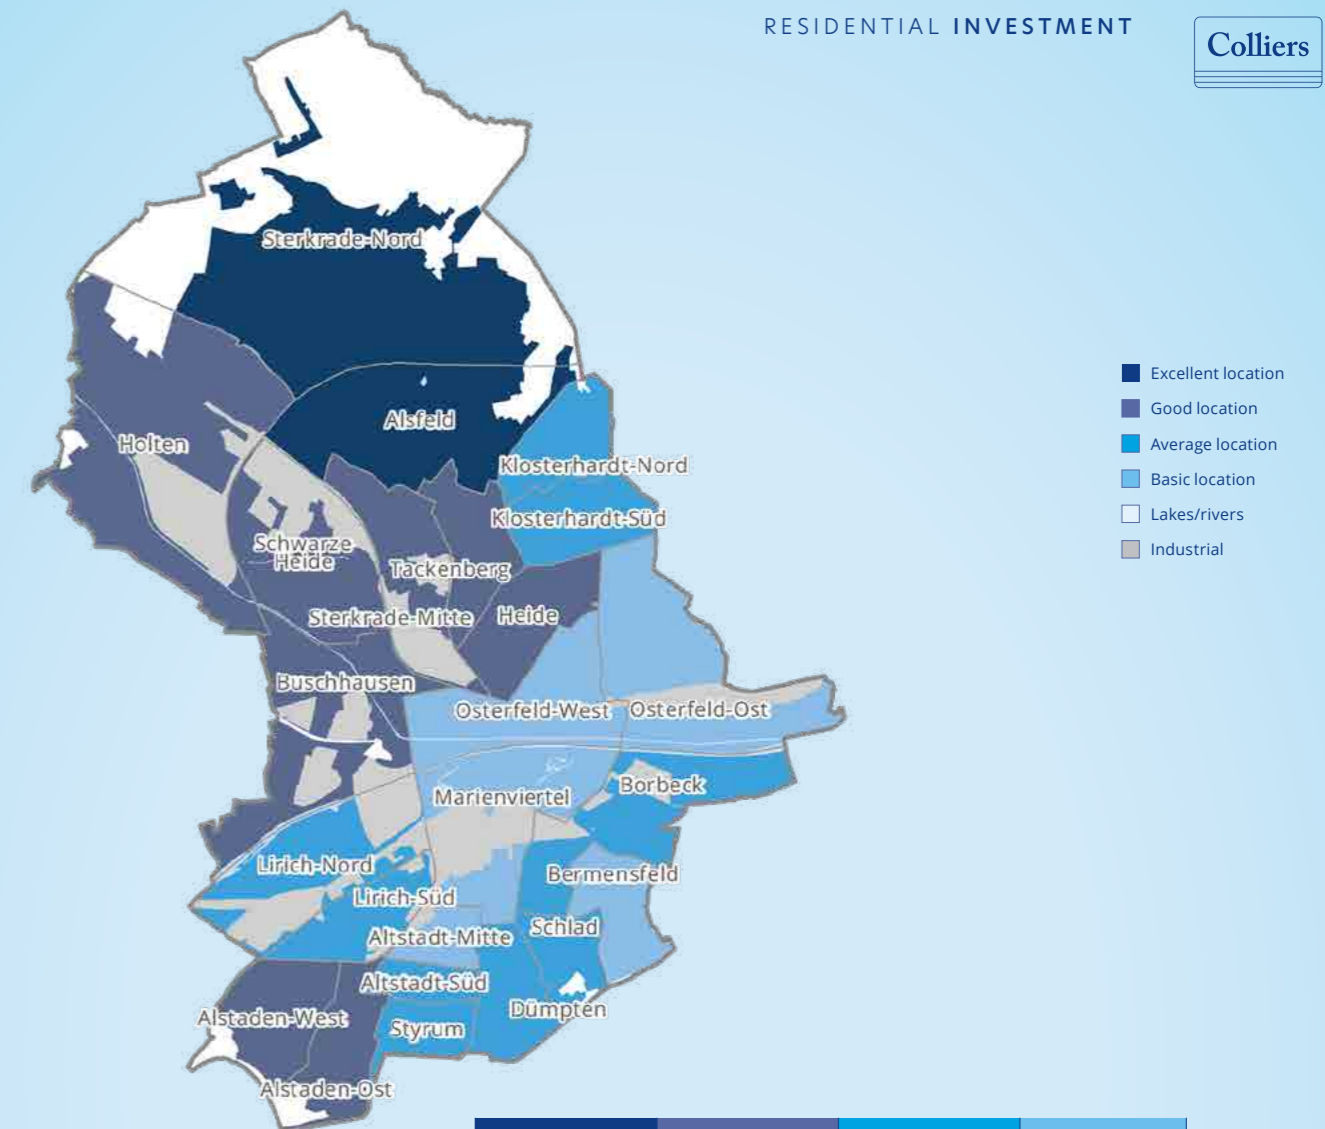 RESIDENTIAL INVESTMENT
Colliers
Sterkrade-Nord
Excellent location
Good location
Alsfeld
Holten
Average location
Klosterhardt-Nord
Basic location
Lakes/rivers
Klosterhardt-Süd
Schwarze
Heide
Industrial
Tackenberg
Sterkrade-Mitte
Heide
Buschhausen
Osterfeld-West
Osterfeld-Ost
Borbeck
Marienviertel
Lirich-Nord
Bermensfeld
Lirich-Süd
Schlad
Altstadt-Mitte
Altstadt-Süd
Dümpten
Alstaden-West
Styrum
Alstaden-Ost